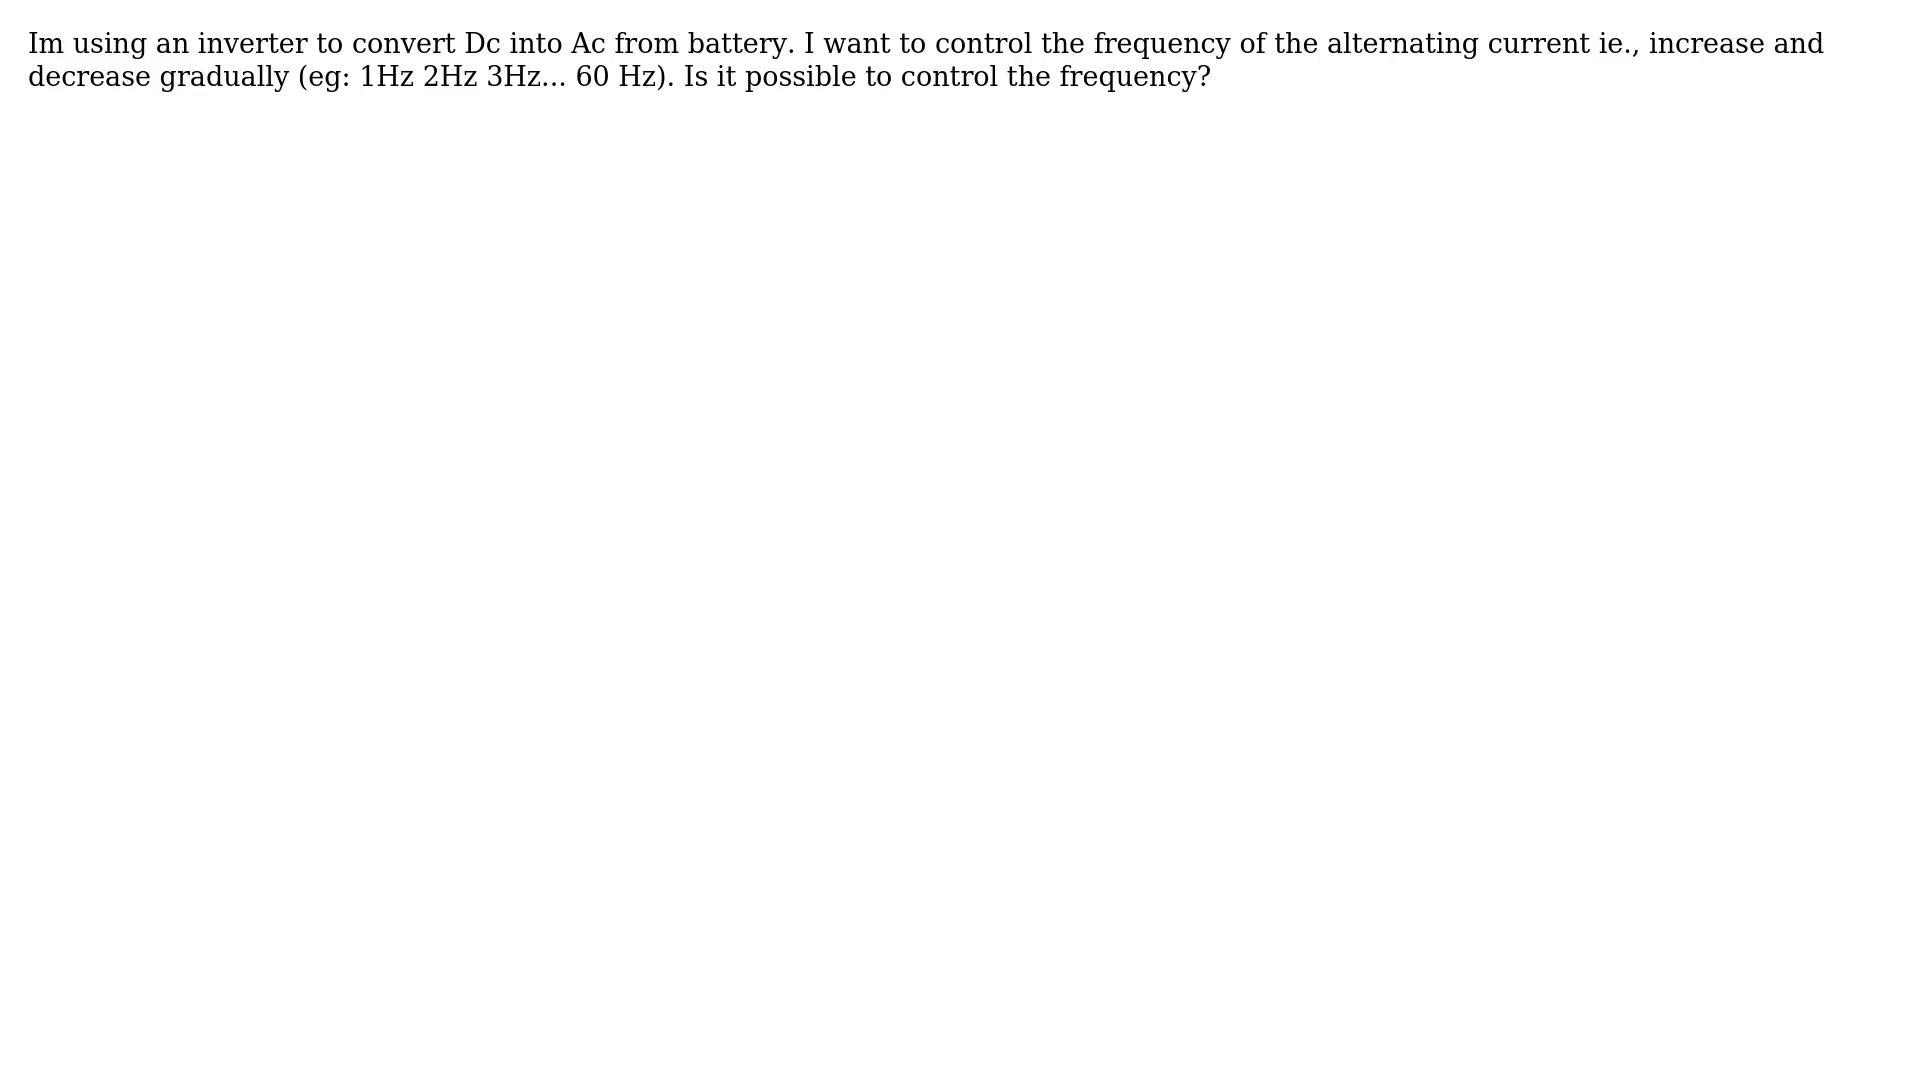 Im using an inverter to convert Dc into Ac from battery. I want to control the frequency of the alternating current ie., increase and
decrease gradually (eg: 1Hz 2Hz 3Hz... 60 Hz). Is it possible to control the frequency?